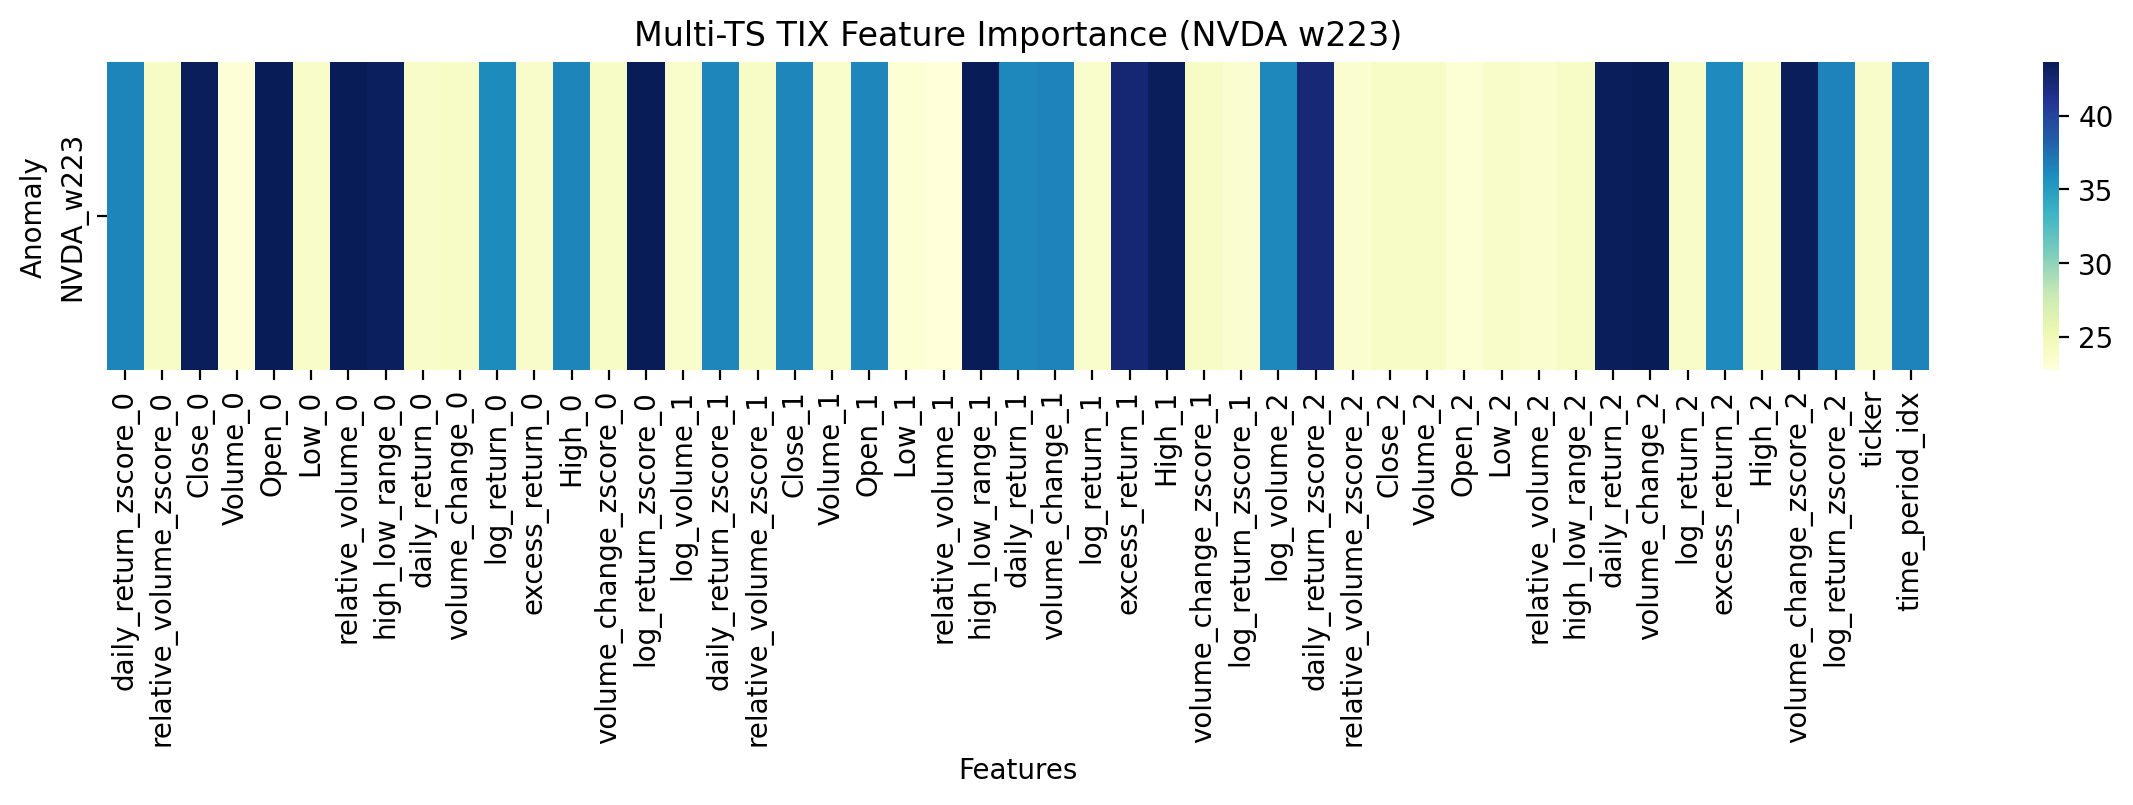 Multi-TS TIX Feature Importance (NVDA w223)
Anomaly
NVDA_w223
40
35
30
25
daily_return_zscore_0
relative_volume_zscore_0
Close_0
Volume_0
Open_0
Low_0
relative_volume_0
high_low_range_0
daily_return_0
volume_change_0
log_return_0
excess_return_0
High_0
volume_change_zscore_0
log_return_zscore_0
log_volume_1
daily_return_zscore_1
relative_volume_zscore_1
Close_1
Volume_1
Open_1
Low_1
relative_volume_1
high_low_range_1
daily_return_1
volume_change_1
log_return_1
excess_return_1
High_1
volume_change_zscore_1
log_return_zscore_1
log_volume_2
daily_return_zscore_2
relative_volume_zscore_2
Close_2
Volume_2
Open_2
Low_2
relative_volume_2
high_low_range_2
daily_return_2
volume_change_2
log_return_2
excess_return_2
High_2
volume_change_zscore_2
log_return_zscore_2
ticker
time_period_idx
Features